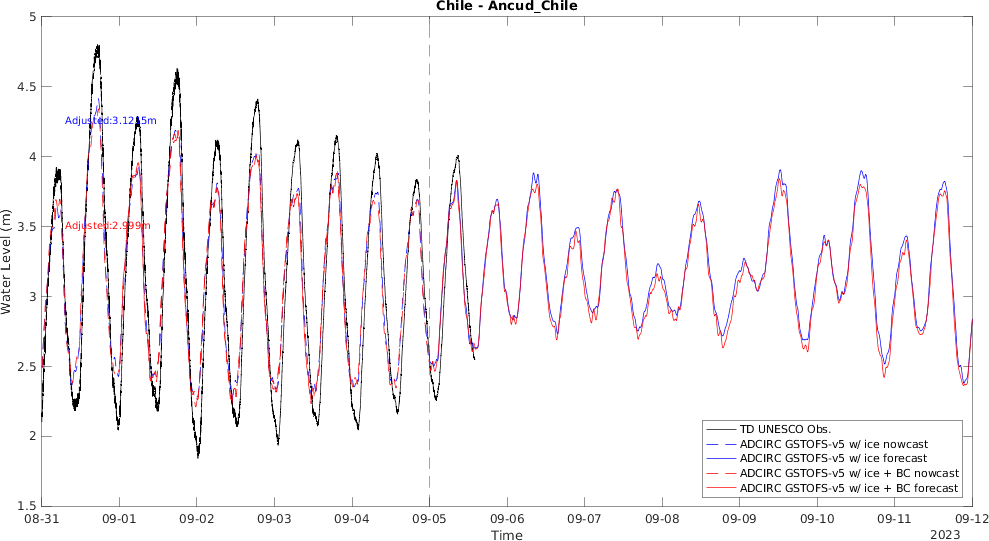 Chile - Ancud_Chile
5
4.5
4
3.5
3
2.5
2
1.5
Water Level (m)
Adjusted:3.1215m
Adjusted:2.999m
TD UNESCO Obs.
ADCIRC GSTOFS-v5 w/ ice nowcast
ADCIRC GSTOFS-v5 w/ ice forecast
ADCIRC GSTOFS-v5 w/ ice + BC nowcast
ADCIRC GSTOFS-v5 w/ ice + BC forecast
08-31 09-01 09-02 09-03 09-04 09-05 09-06 09-07 09-08 09-09 09-10 09-11 09-12
Time
2023